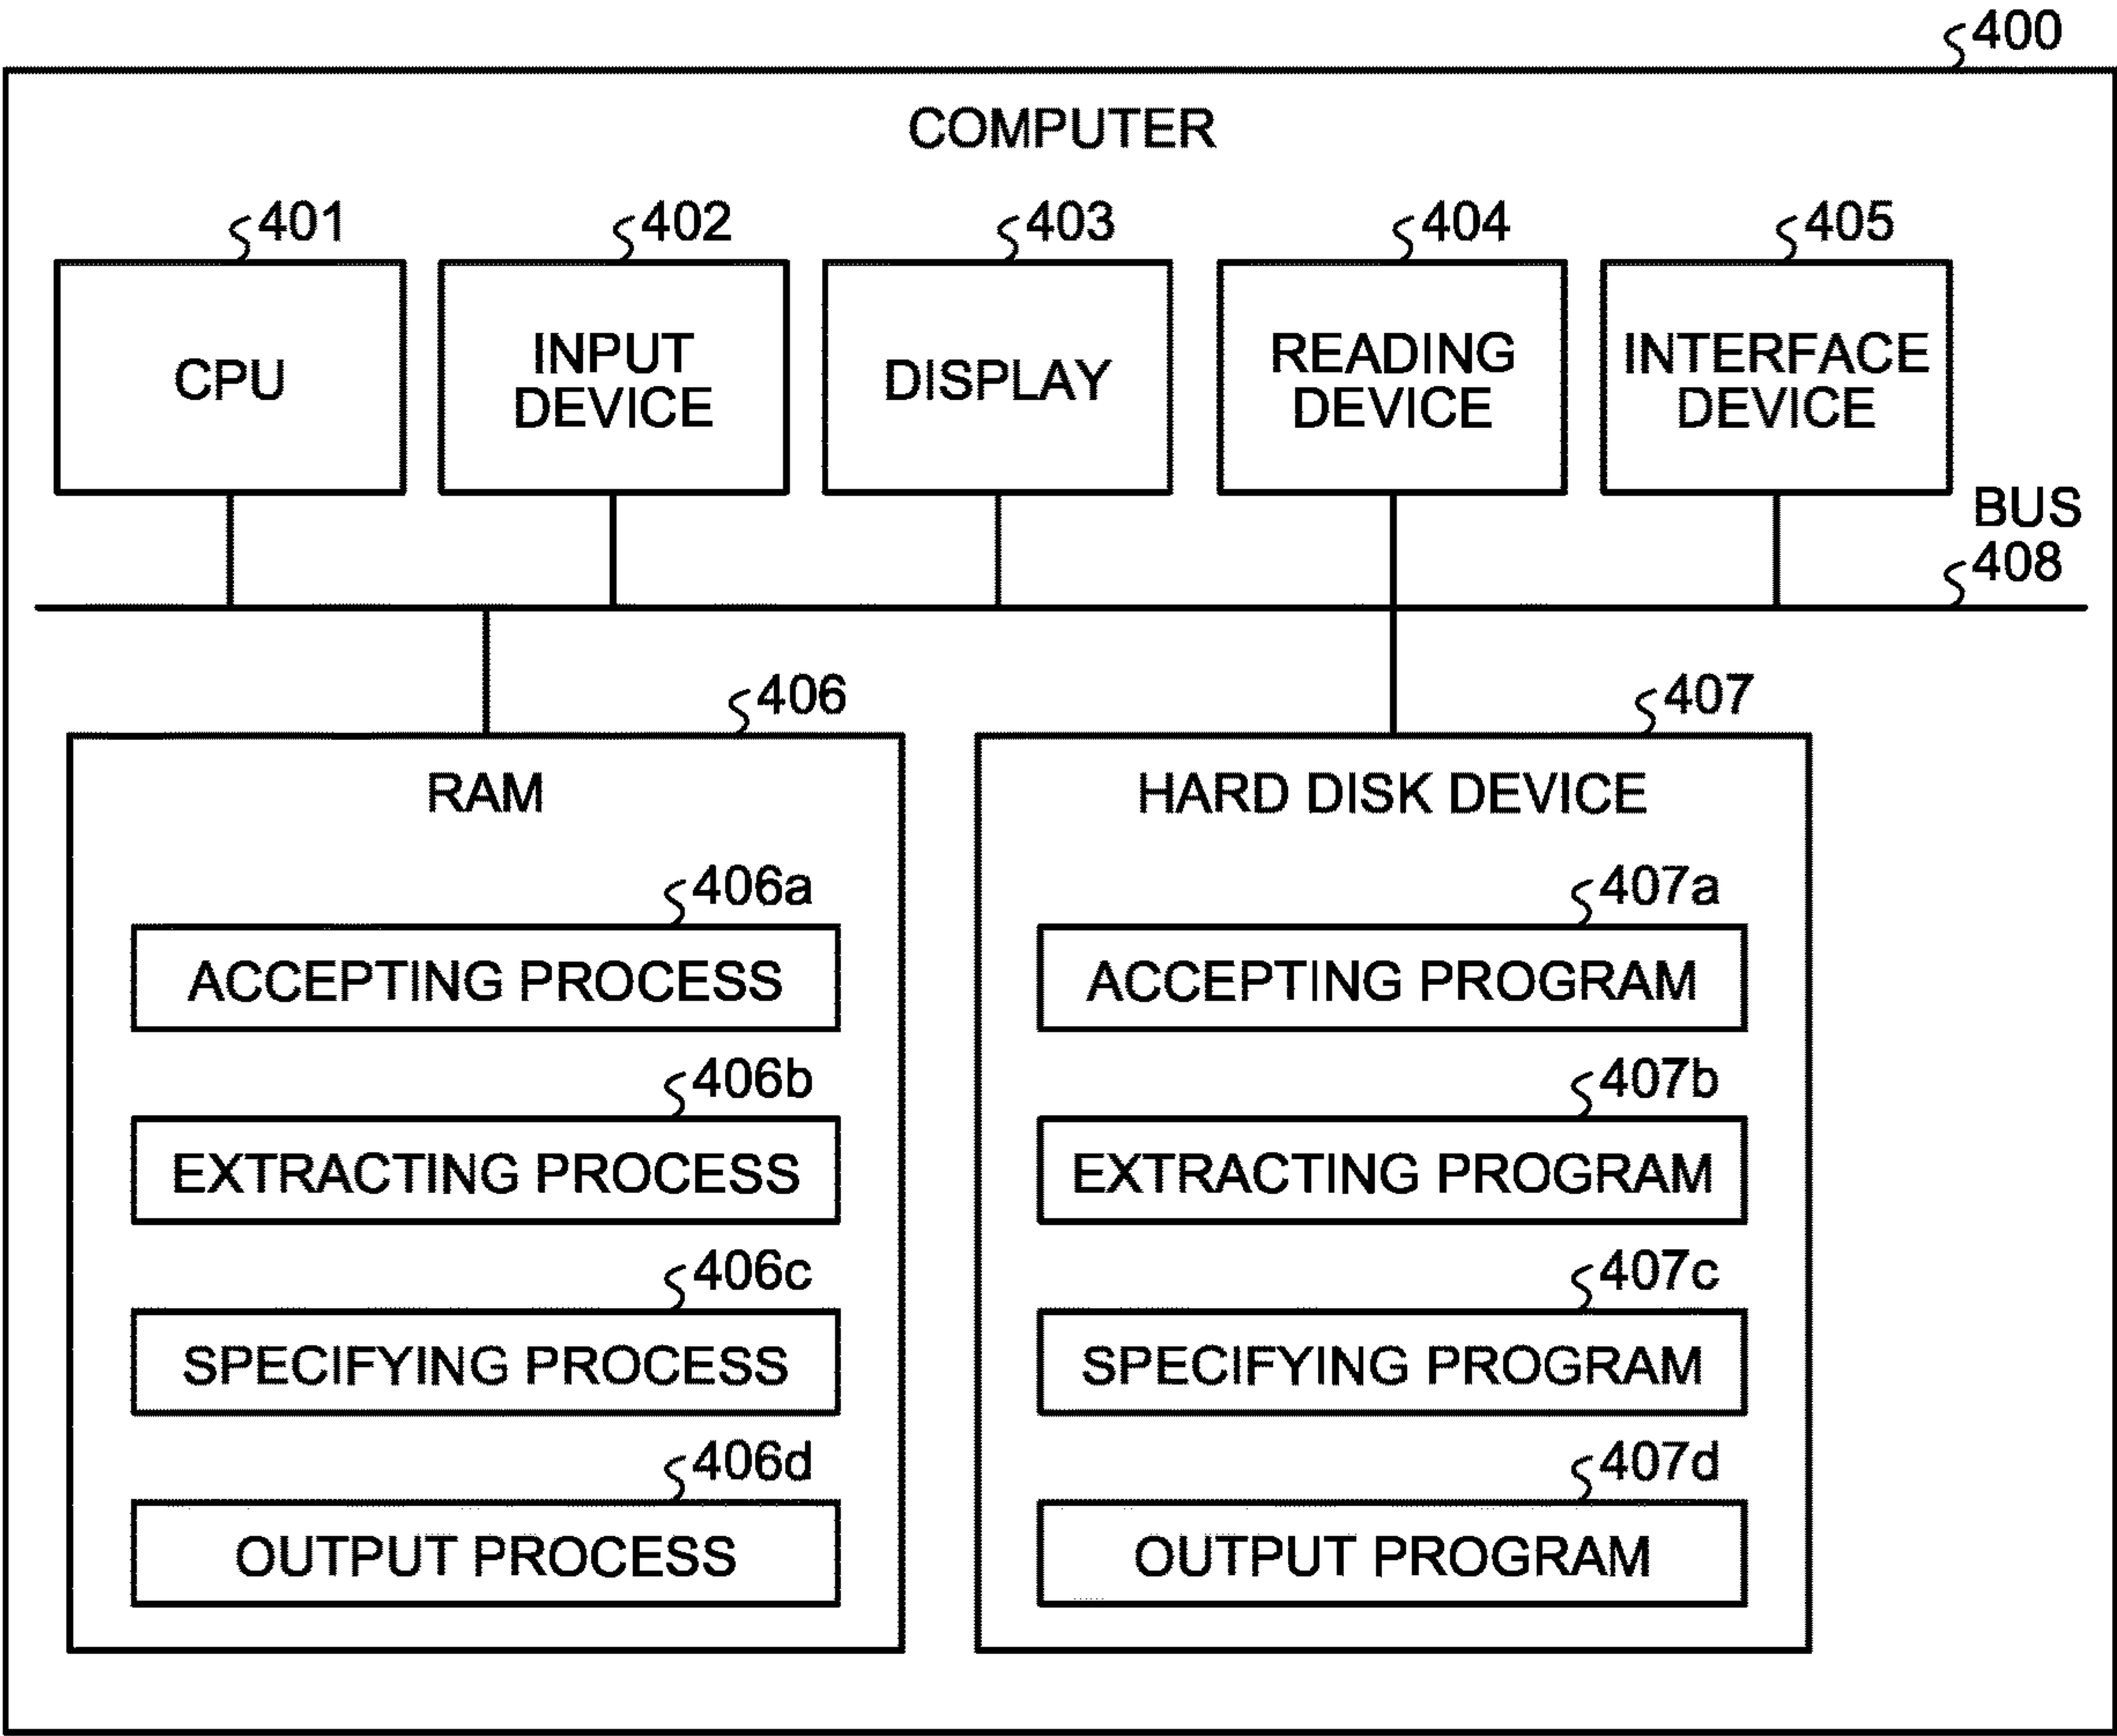 400
COMPUTER
401
402
403
404
405
CPU
INPUT
DEVICE
DISPLAY
READING
DEVICE
INTERFACE
DEVICE
BUS
408
406
407
RAM
HARD DISK DEVICE
406a
407a
ACCEPTING PROCESS
ACCEPTING PROGRAM
406b
407b
EXTRACTING PROCESS
EXTRACTING PROGRAM
406c
407c
SPECIFYING PROCESS
SPECIFYING PROGRAM
406d
407d
OUTPUT PROCESS
OUTPUT PROGRAM